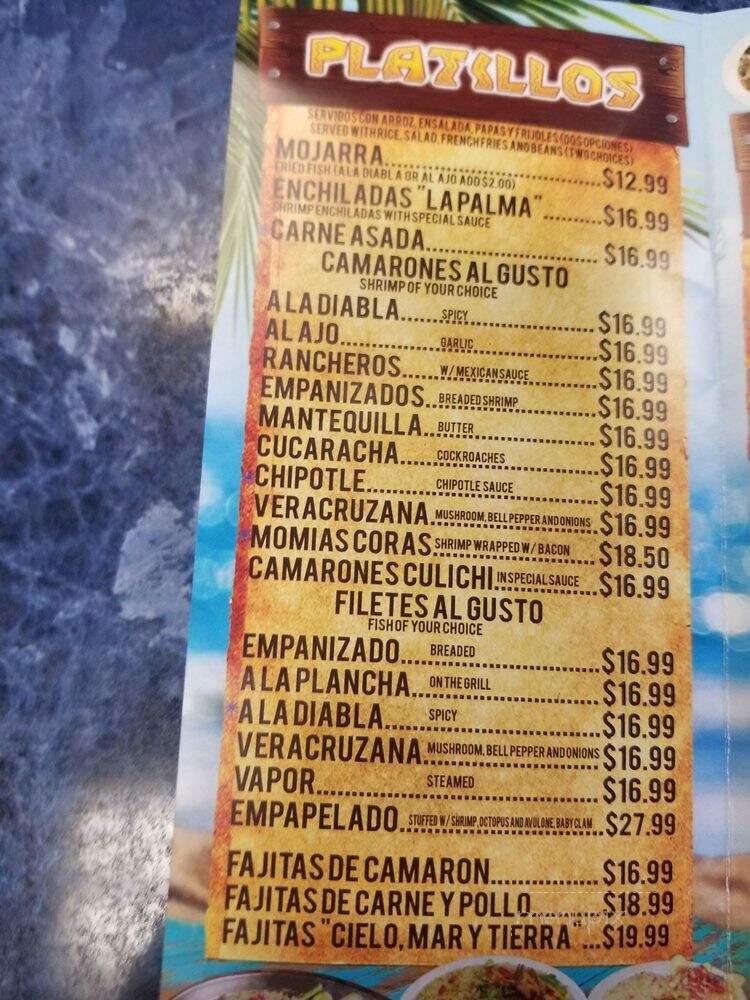 PLATILLOS
SERVIDOS CON ARROZ, ENSALADA, PAPAS Y FRIJOLES (DOS OPCIONES)
SERVED WITH RICE, SALAD, FRENCH FRIES AND BEANS (TWO CHOICES)
MOJARRA..................$12.99
FRIED FISH (A LA DIABLA OR AL AJO ADD $2.00)
ENCHILADAS "LA PALMA"..........$16.99
SHRIMP ENCHILADAS WITH SPECIAL SAUCE
CARNE ASADA..................$16.99
CAMARONES AL GUSTO
SHRIMP OF YOUR CHOICE
A LA DIABLA...... SPICY ..................$16.99
AL AJO...... GARLIC ..................$16.99
RANCHEROS...... W/ MEXICAN SAUCE ..........$16.99
EMPANIZADOS... BREADED SHRIMP ............$16.99
MANTEQUILLA... BUTTER ..................$16.99
CUCARACHA...... COCKROACHES ............$16.99
CHIPOTLE...... CHIPOTLE SAUCE ............$16.99
VERACRUZANA MUSHROOM, BELL PEPPER AND ONIONS $16.99
MOMIAS CORAS SHRIMP WRAPPED W/ BACON ...... $18.50
CAMARONES CULICHI IN SPECIAL SAUCE ......$16.99
FILETES AL GUSTO
FISH OF YOUR CHOICE
EMPANIZADO...... BREADED ..................$16.99
A LA PLANCHA... ON THE GRILL ............$16.99
*A LA DIABLA...... SPICY ..................$16.99
VERACRUZANA MUSHROOM, BELL PEPPER AND ONIONS $16.99
VAPOR............ STEAMED ..................$16.99
EMPAPELADO... STUFFED W/ SHRIMP, OCTOPUS AND AVULONE, BABY CLAM ...$27.99
FAJITAS DE CAMARON..................$16.99
FAJITAS DE CARNE Y POLLO............$18.99
FAJITAS "CIELO, MAR Y TIERRA"...$19.99